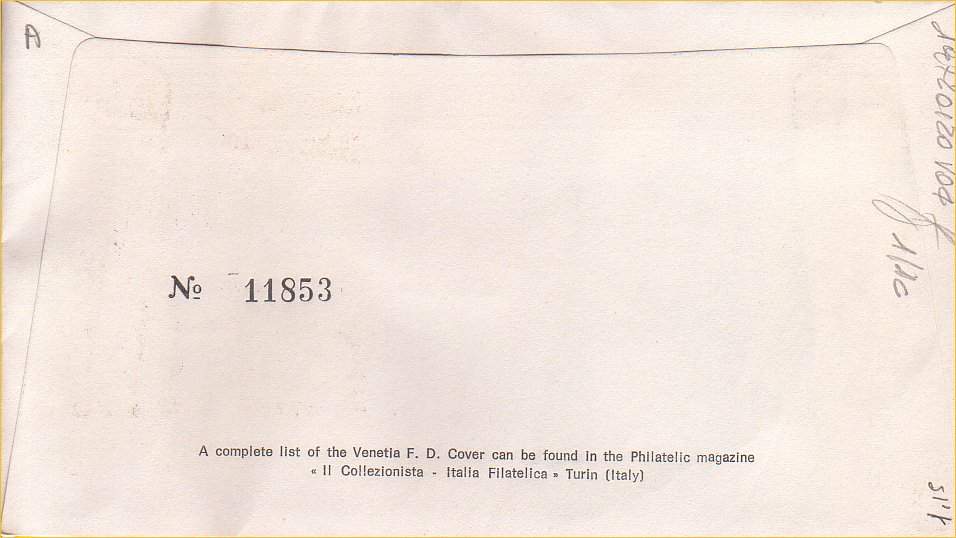 A
№ 11853
A complete list of the Venetia F. D. Cover can be found in the Philatelic magazine
« Il Collezionista - Italia Filatelica » Turin (Italy)